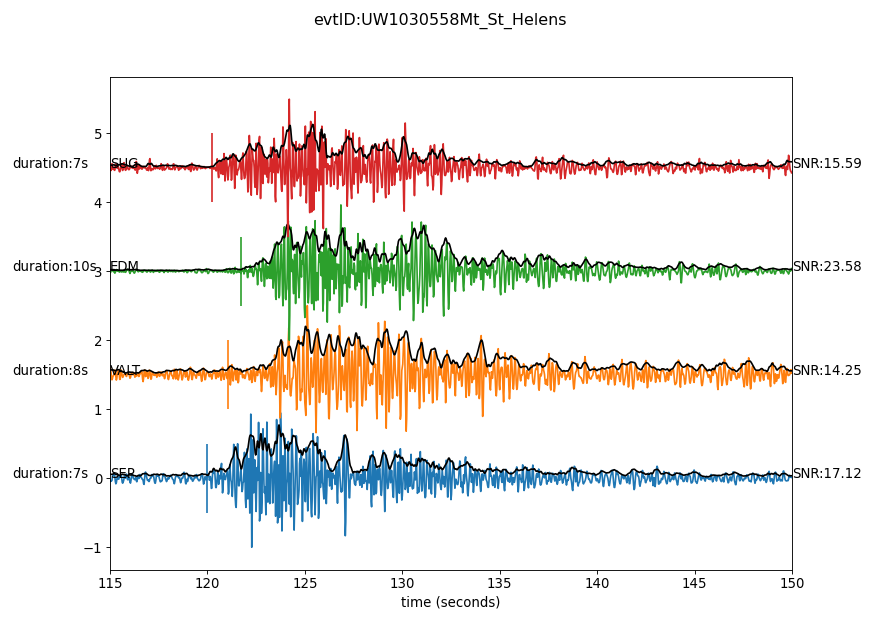 evtID:UW1030558Mt_St_Helens
5
duration:7s SHG SNR:15.59
4
duration:10s EDM SNR:23.58
3
2
duration:8s VALT SNR:14.25
1
duration:7s SEP SNR:17.12
0
−1
115 120 125 130 135 140 145 150
time (seconds)